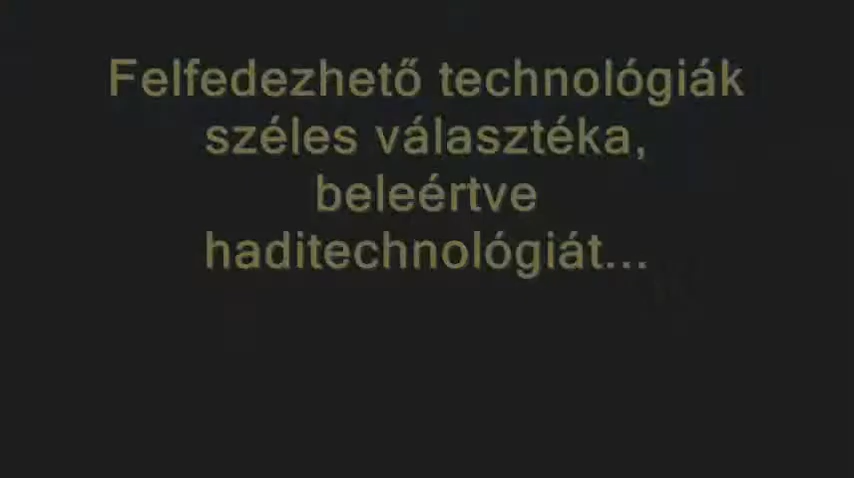 Felfedezhető technológiák
széles választéka,
beleértve
haditechnológiát...